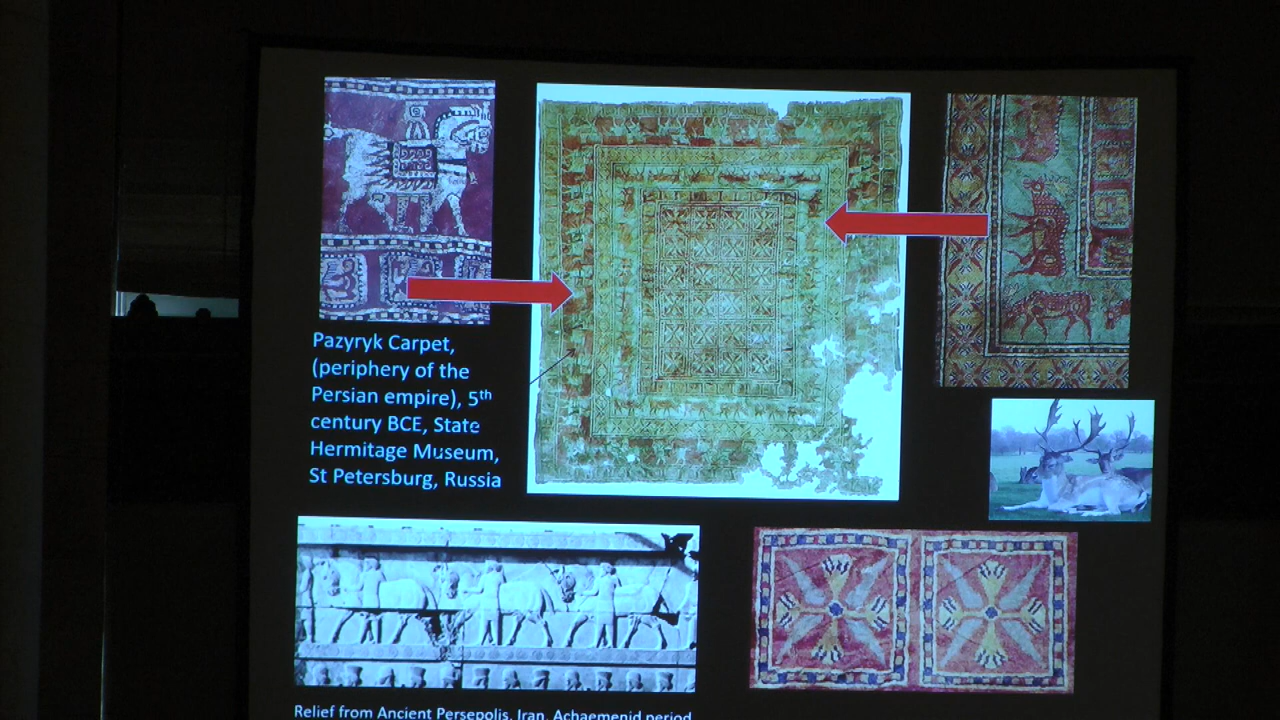 Pazyryk Carpet,
(periphery of the
Persian empire), 5th
century BCE, State
Hermitage Museum,
St Petersburg, Russia
Relief from Ancient Persepolis, Iran, Achaemenid period